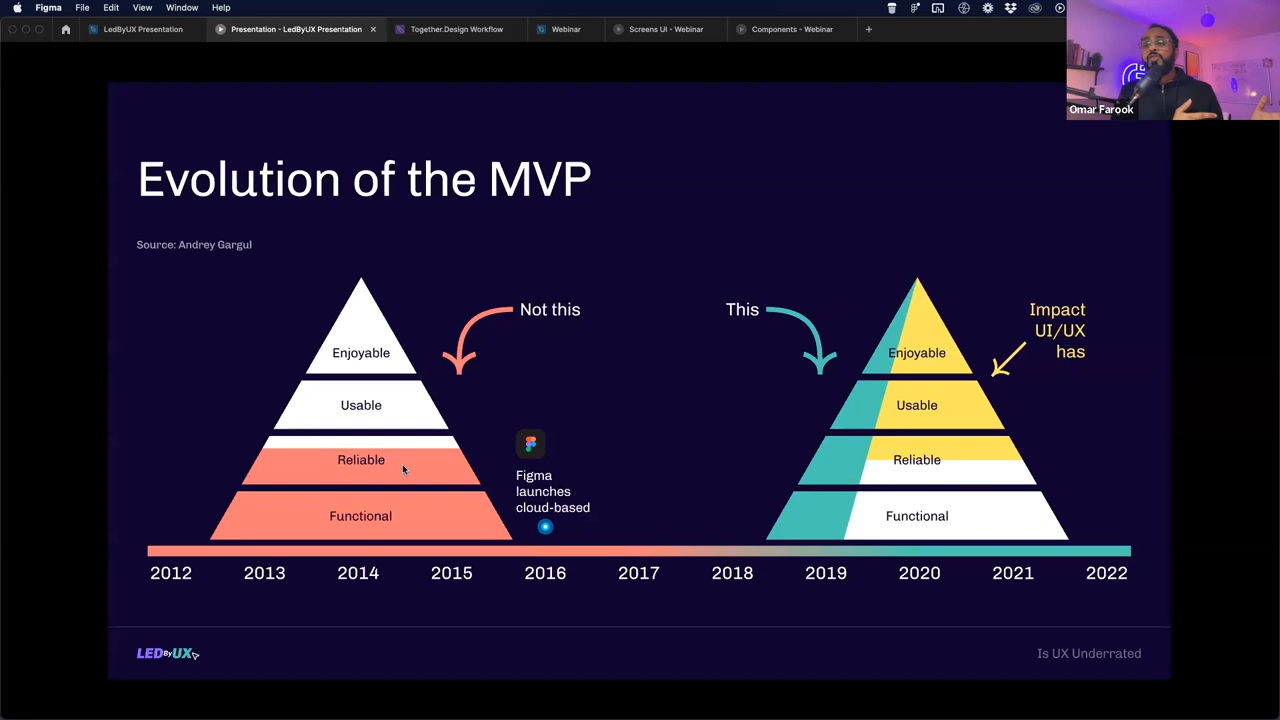 Figma File Edit View Window Help
LedByUX Presentation Presentation - LedByUX Presentation Together.Design Workflow Webinar Screens UI - Webinar Components - Webinar
Omar Farook
Evolution of the MVP
Source: Andrey Gargul
Not this
This
Impact
UI/UX
has
Enjoyable
Usable
Reliable
Functional
Figma
launches
cloud-based
Enjoyable
Usable
Reliable
Functional
2012 2013 2014 2015 2016 2017 2018 2019 2020 2021 2022
LEDByUX
Is UX Underrated